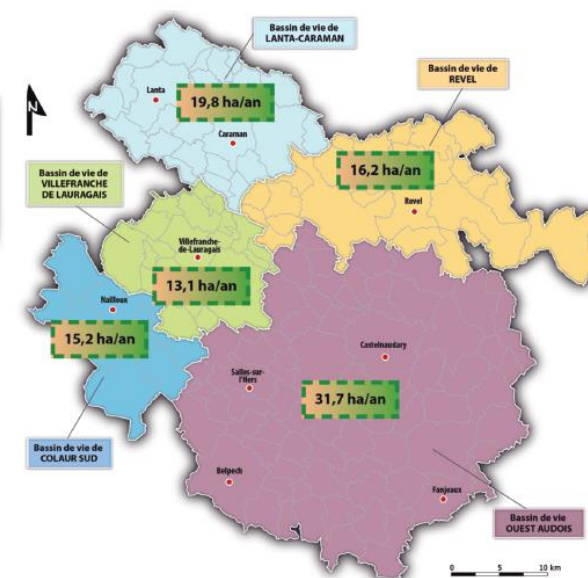 Bassin de vie de
LANTA-CARAMAN
Bassin de vie de
REVEL
N
Lanta
19,8 ha/an
Caraman
16,2 ha/an
Revel
Bassin de vie de
VILLEFRANCHE
DE LAURAGAIS
Villefranche-
de-Lauragais
13,1 ha/an
Nailloux
15,2 ha/an
Castelnaudary
Salles-sur-
l'Hers
31,7 ha/an
Bassin de vie de
COLAUR SUD
Belpech
Fanjeaux
Bassin de vie
OUEST AUDOIS
0 5 10 km